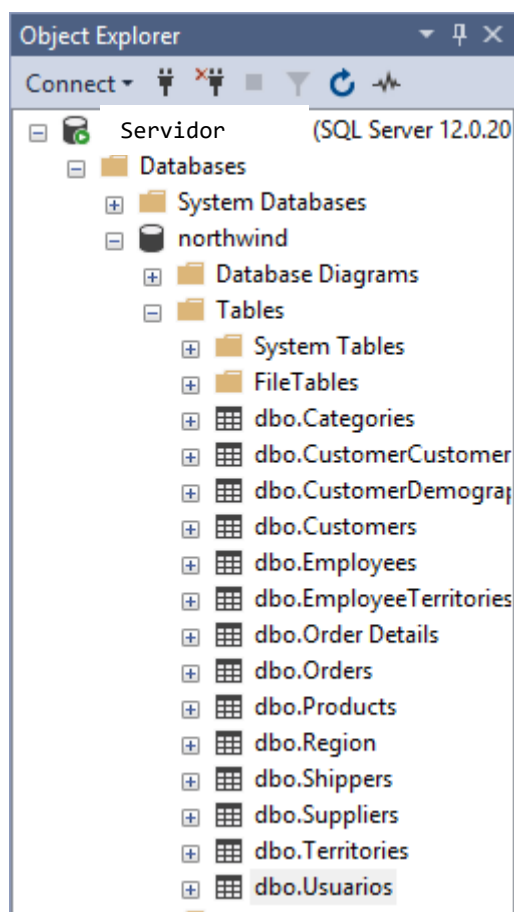 Object Explorer
Connect
Servidor (SQL Server 12.0.20
Databases
System Databases
northwind
Database Diagrams
Tables
System Tables
FileTables
dbo.Categories
dbo.CustomerCustomer
dbo.CustomerDemograp
dbo.Customers
dbo.Employees
dbo.EmployeeTerritories
dbo.Order Details
dbo.Orders
dbo.Products
dbo.Region
dbo.Shippers
dbo.Suppliers
dbo.Territories
dbo.Usuarios